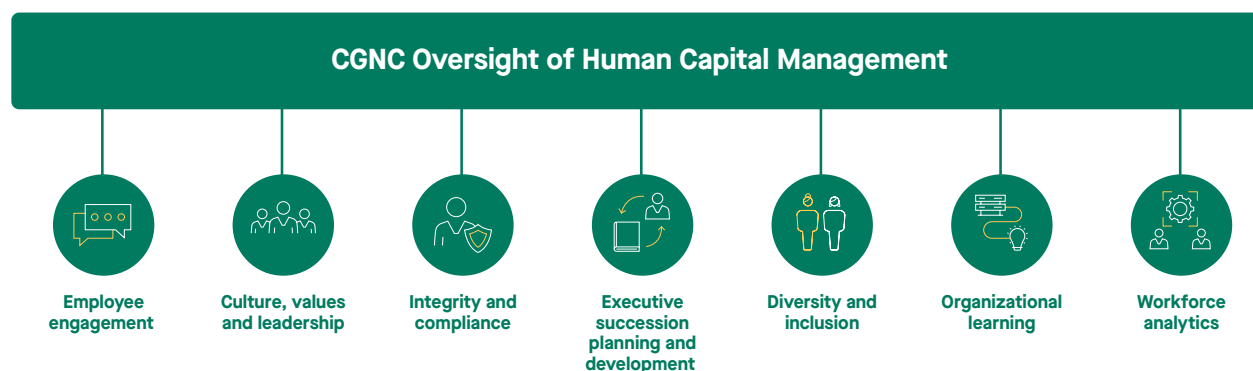 CGNC Oversight of Human Capital Management
Employee
engagement
Culture, values
and leadership
Integrity and
compliance
Executive
succession
planning and
development
Diversity and
inclusion
Organizational
learning
Workforce
analytics